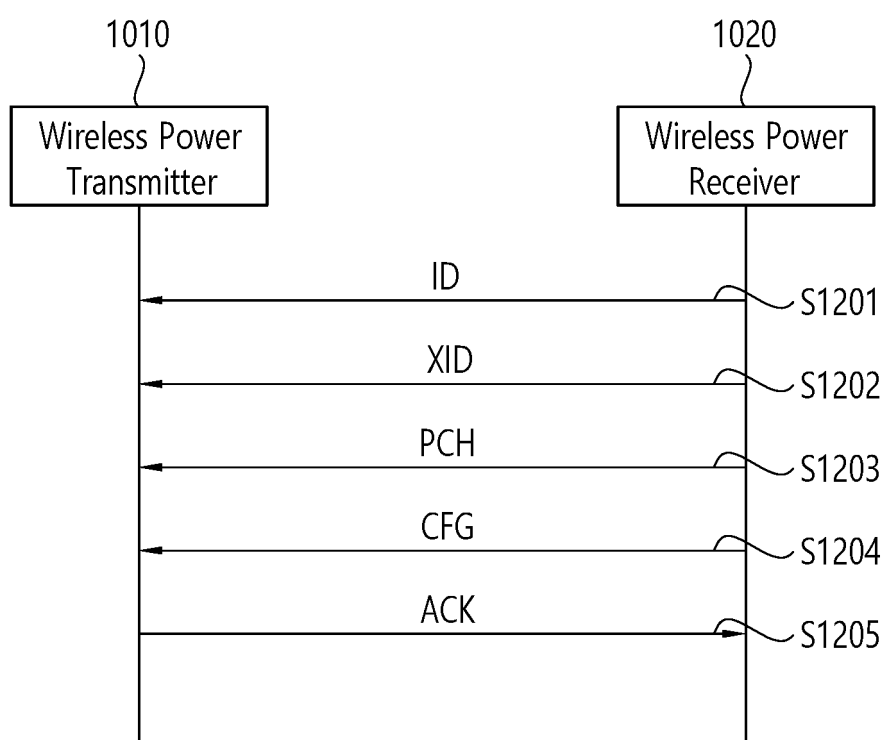 1010
1020
Wireless Power
Transmitter
Wireless Power
Receiver
ID
S1201
XID
S1202
PCH
S1203
CFG
S1204
ACK
S1205